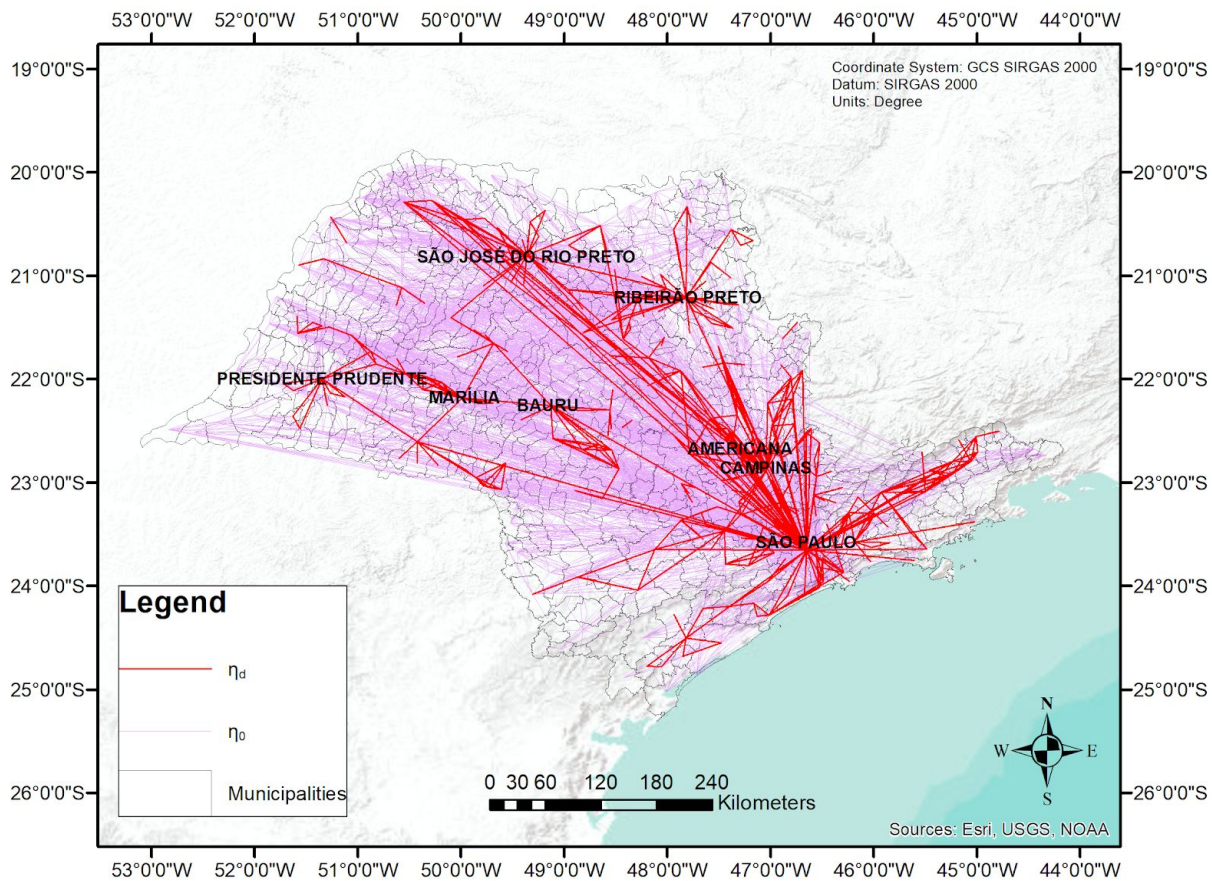 53°0'0"W 52°0'0"W 51°0'0"W 50°0'0"W 49°0'0"W 48°0'0"W 47°0'0"W 46°0'0"W 45°0'0"W 44°0'0"W
19°0'0"S 19°0'0"S
Coordinate System: GCS SIRGAS 2000
Datum: SIRGAS 2000
Units: Degree
20°0'0"S 20°0'0"S
SÃO JOSÉ DO RIO PRETO
21°0'0"S 21°0'0"S
RIBEIRÃO PRETO
22°0'0"S 22°0'0"S
PRESIDENTE PRUDENTE
MARÍLIA
BAURU
AMERICANA
CAMPINAS
23°0'0"S 23°0'0"S
SÃO PAULO
24°0'0"S 24°0'0"S
Legend
ηd
η0
Municipalities
25°0'0"S 25°0'0"S
N
W E
S
26°0'0"S 26°0'0"S
0 30 60 120 180 240
Kilometers
Sources: Esri, USGS, NOAA
53°0'0"W 52°0'0"W 51°0'0"W 50°0'0"W 49°0'0"W 48°0'0"W 47°0'0"W 46°0'0"W 45°0'0"W 44°0'0"W